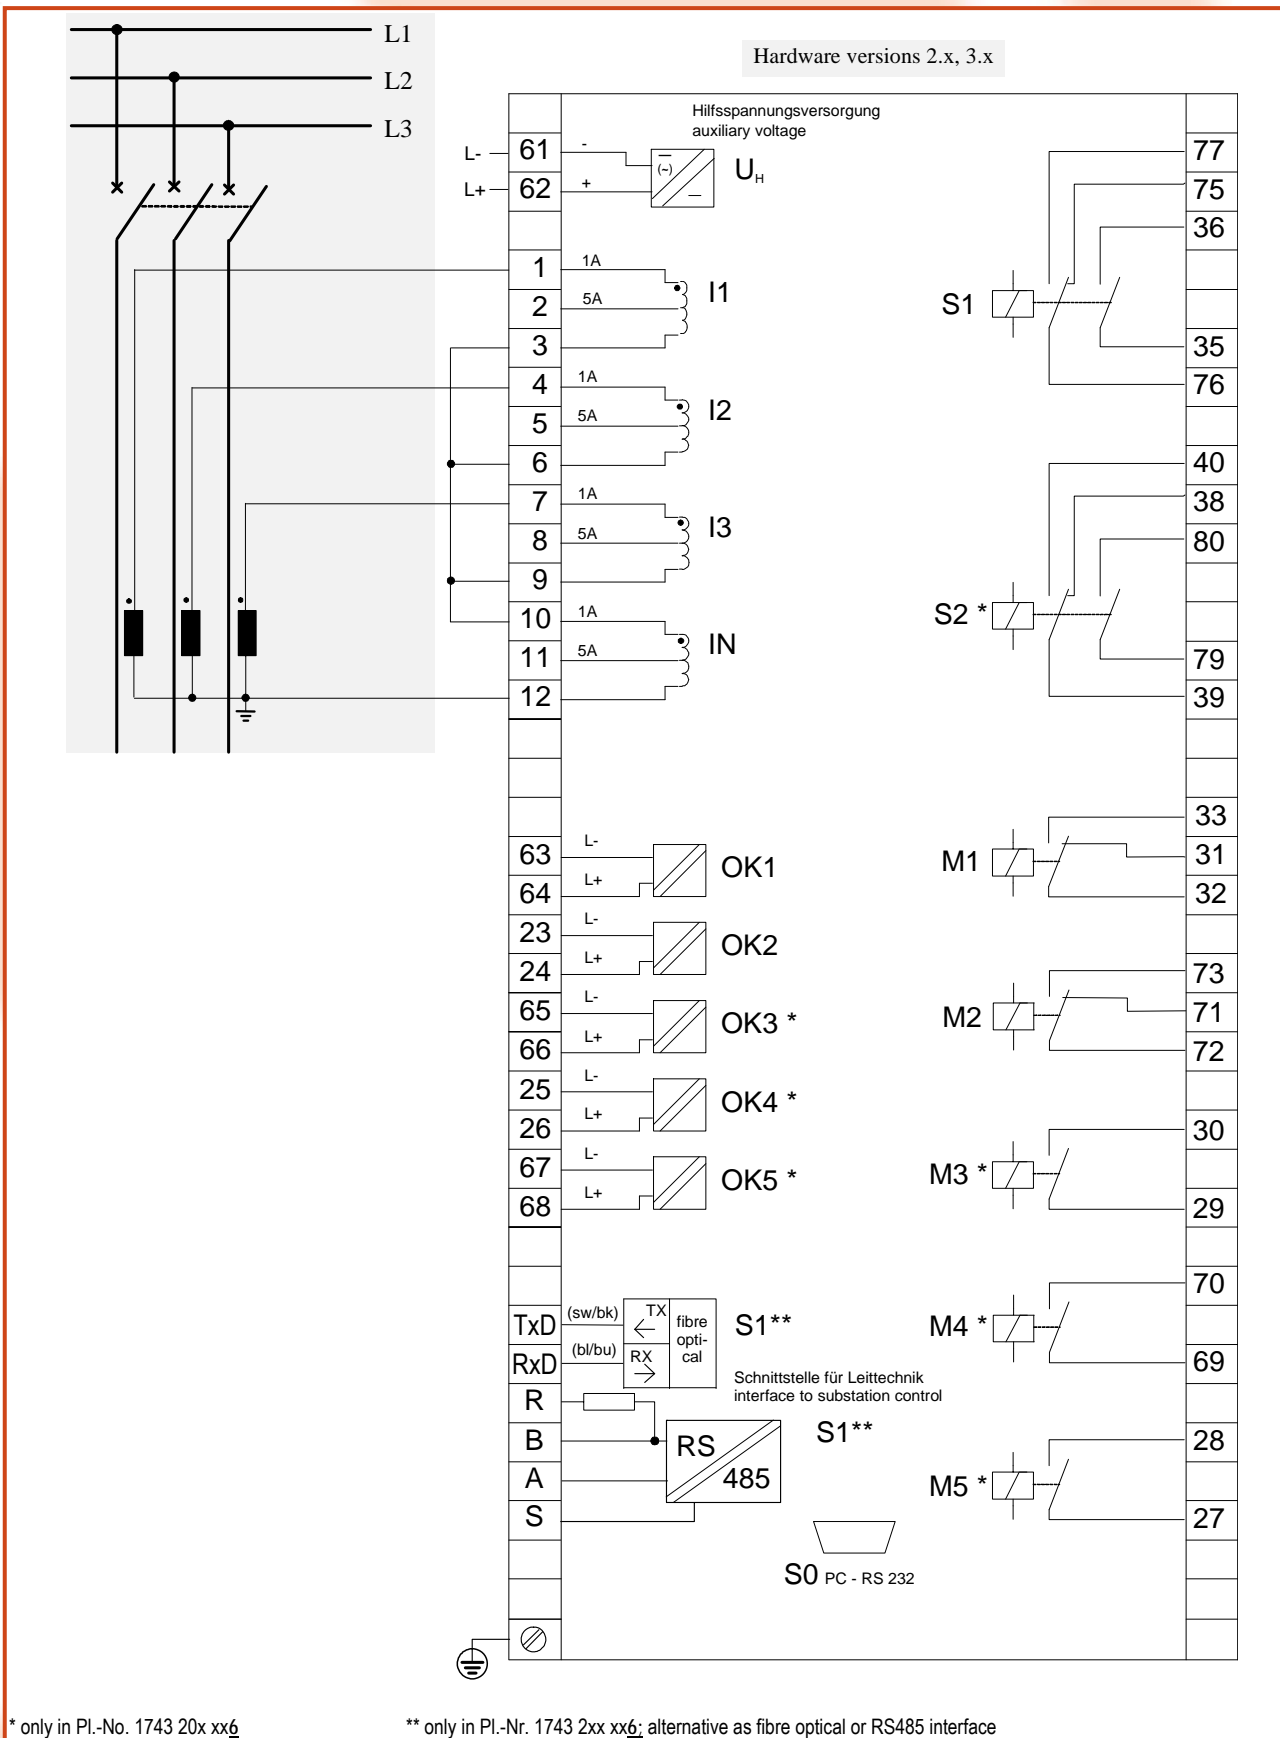 L1
L2
L3
Hardware versions 2.x, 3.x
Hilfsspannungsversorgung
auxiliary voltage
L- 61 -
(~)
UH
L+ 62 +
1 1A
2 5A
I1
3
4 1A
5 5A
I2
6
7 1A
8 5A
I3
9
10 1A
11 5A
IN
12
63 L-
64 L+
OK1
23 L-
24 L+
OK2
65 L-
66 L+
OK3 *
25 L-
26 L+
OK4 *
67 L-
68 L+
OK5 *
TxD (sw/bk) TX
RxD (bl/bu) RX
fibre
opti-
cal
S1**
Schnittstelle für Leittechnik
interface to substation control
R
B
A
S
RS
485
S1**
S0 PC - RS 232
77
75
36
S1
35
76
40
38
80
S2 *
79
39
33
M1
31
32
73
M2
71
72
30
M3 *
29
70
M4 *
69
28
M5 *
27
* only in Pl.-No. 1743 20x xx6
** only in Pl.-Nr. 1743 2xx xx6; alternative as fibre optical or RS485 interface